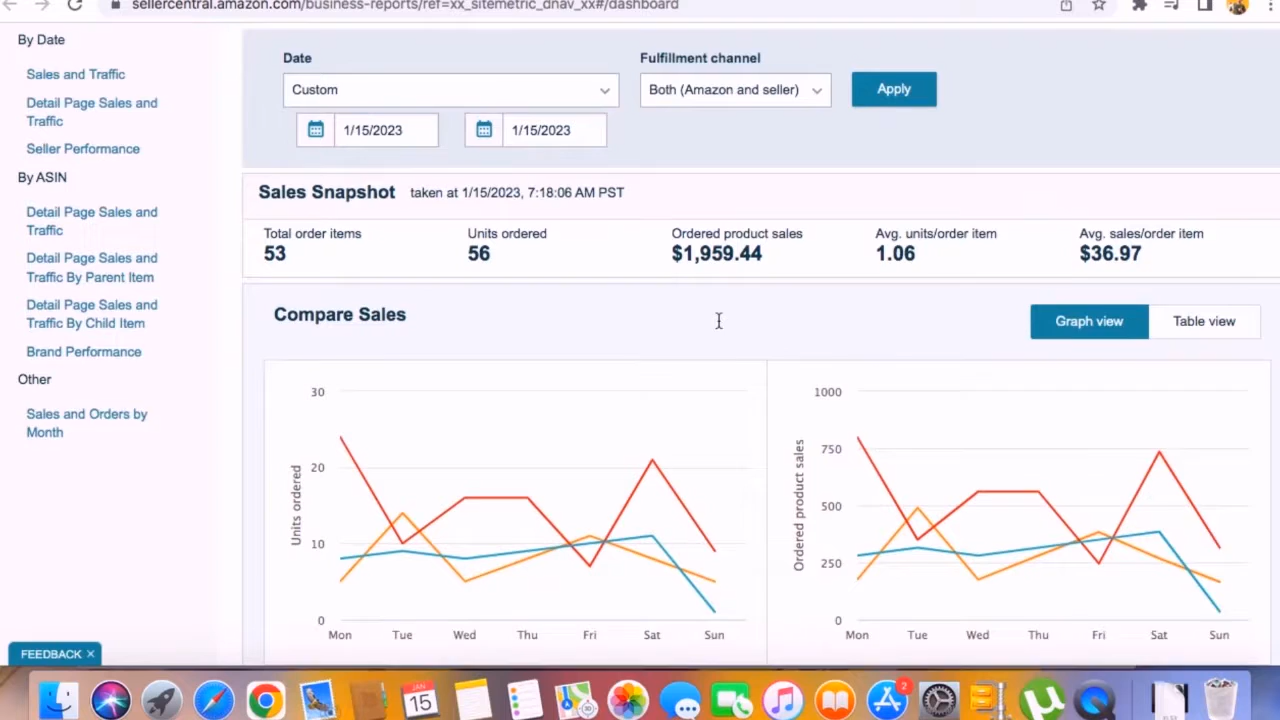 sellercentral.amazon.com/business-reports/ref=xx_sitemetric_dnav_xx#/dashboard
By Date
Sales and Traffic
Detail Page Sales and
Traffic
Seller Performance
By ASIN
Detail Page Sales and
Traffic
Detail Page Sales and
Traffic By Parent Item
Detail Page Sales and
Traffic By Child Item
Brand Performance
Other
Sales and Orders by
Month
FEEDBACK ×
Date
Custom
1/15/2023
1/15/2023
Fulfillment channel
Both (Amazon and seller)
Apply
Sales Snapshot taken at 1/15/2023, 7:18:06 AM PST
Total order items
53
Units ordered
56
Ordered product sales
$1,959.44
Avg. units/order item
1.06
Avg. sales/order item
$36.97
Compare Sales
Graph view
Table view
Units ordered
30
20
10
0
Mon Tue Wed Thu Fri Sat Sun
Ordered product sales
1000
750
500
250
0
Mon Tue Wed Thu Fri Sat Sun
JAN
15
2